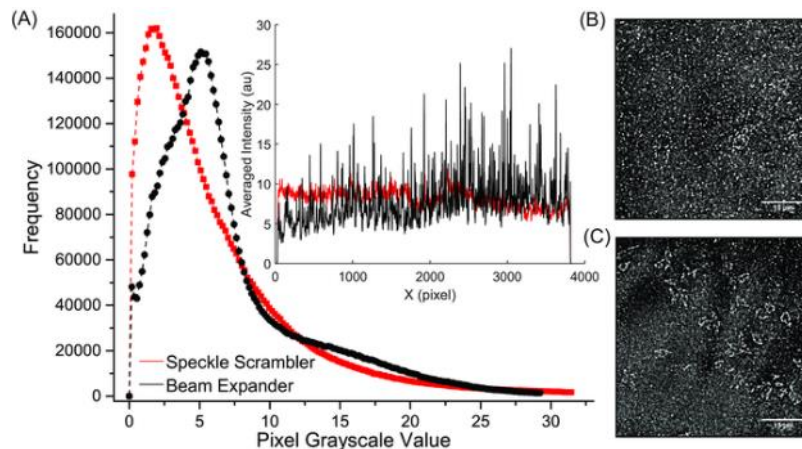 (A)
160000
140000
120000
100000
80000
60000
40000
20000
0
Frequency
0 5 10 15 20 25 30
Pixel Grayscale Value
Speckle Scrambler
Beam Expander
30
25
20
15
10
5
0
Averaged Intensity (au)
0 1000 2000 3000 4000
X (pixel)
(B)
(C)